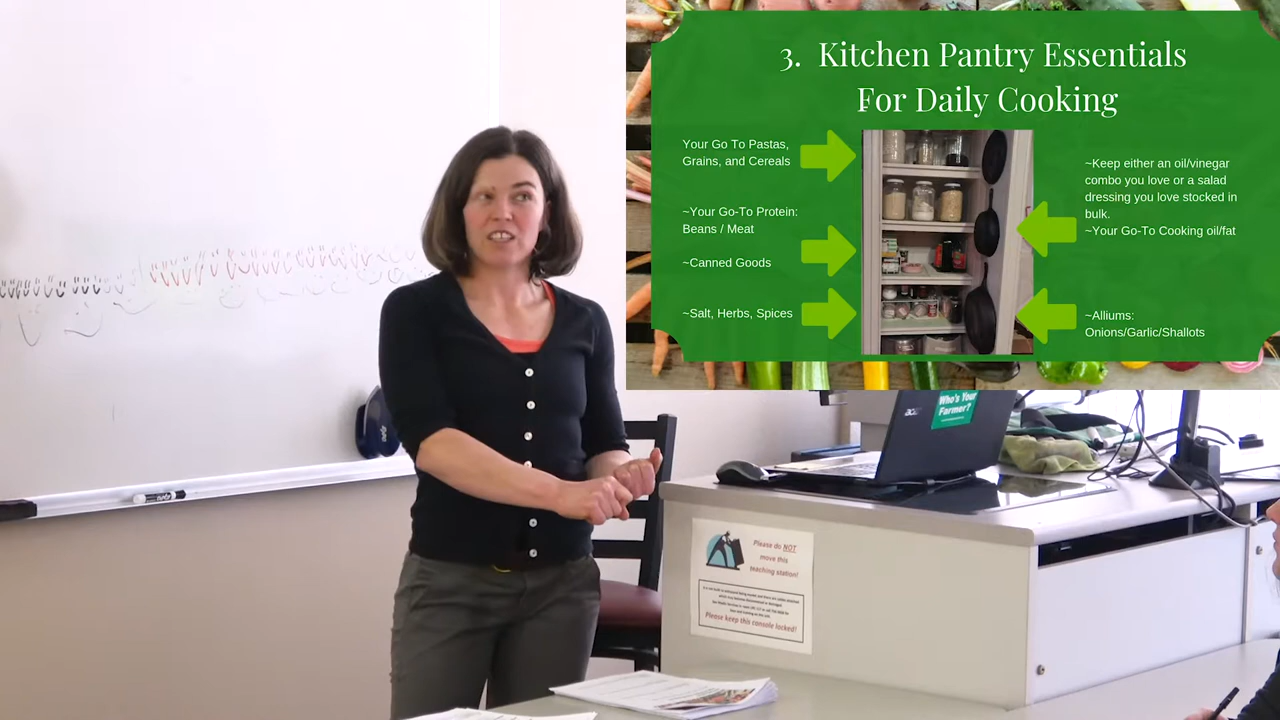 3. Kitchen Pantry Essentials
For Daily Cooking
Your Go To Pastas,
Grains, and Cereals
~Your Go-To Protein:
Beans / Meat
~Canned Goods
~Salt, Herbs, Spices
~Keep either an oil/vinegar
combo you love or a salad
dressing you love stocked in
bulk.
~Your Go-To Cooking oil/fat
~Alliums:
Onions/Garlic/Shallots
Who's Your
Farmer?
acer
Please do NOT
move this
teaching station!
Please keep this console locked!